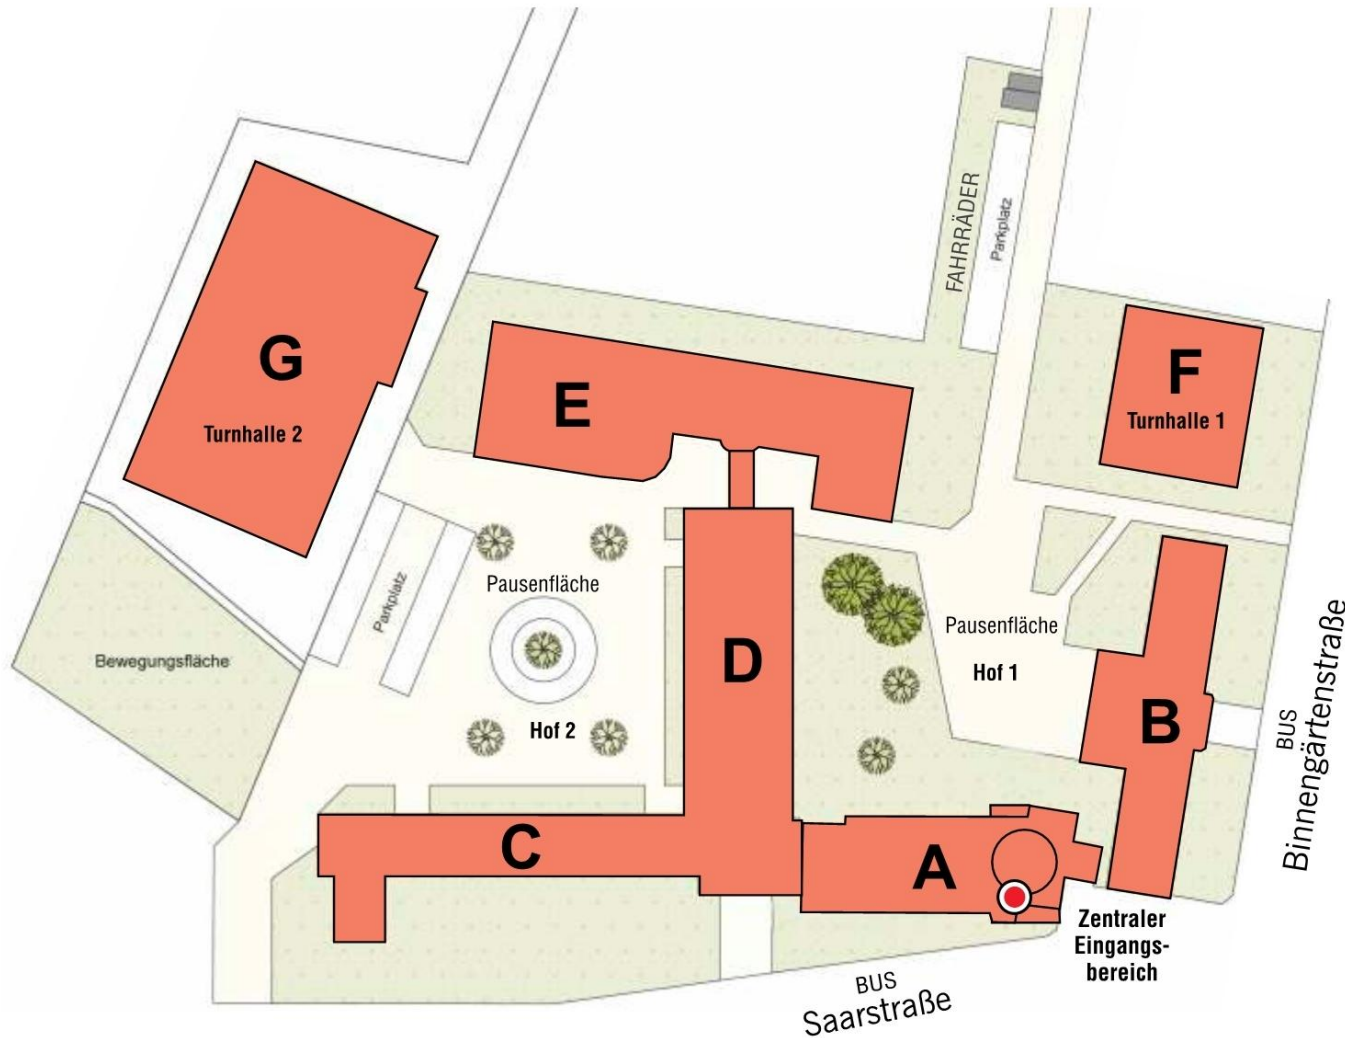 FAHRRÄDER
Parkplatz
G
Turnhalle 2
E
F
Turnhalle 1
Parkplatz
Pausenfläche
Hof 2
Bewegungsfläche
D
Pausenfläche
Hof 1
B
BUS
Binnengärtenstraße
C
A
Zentraler
Eingangs-
bereich
BUS
Saarstraße